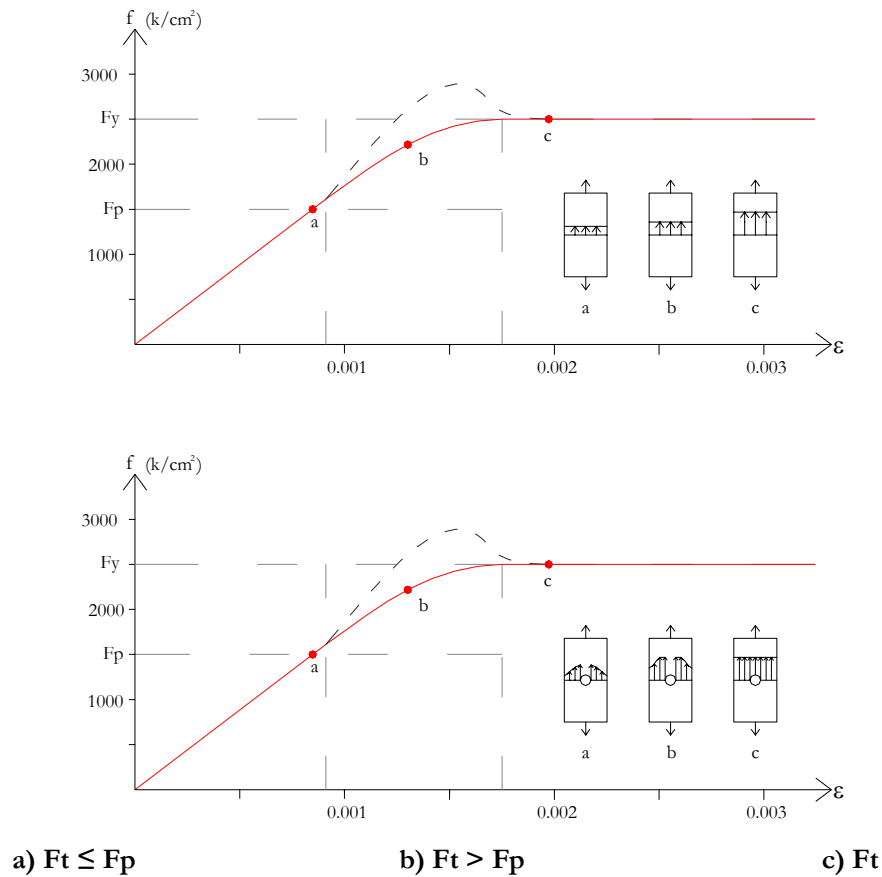 f (k/cm²)
3000
Fy
2000
Fp
1000
a
b
c
a b c
0.001 0.002 0.003 ε
f (k/cm²)
3000
Fy
2000
Fp
1000
a
b
c
a b c
0.001 0.002 0.003 ε
a) Ft ≤ Fp b) Ft > Fp c) Ft